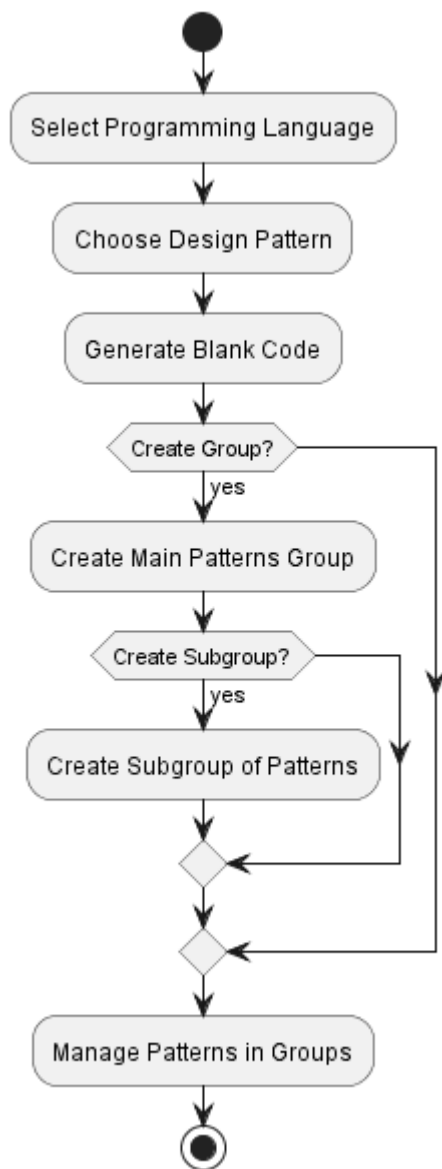 Select Programming Language
Choose Design Pattern
Generate Blank Code
Create Group?
yes
Create Main Patterns Group
Create Subgroup?
yes
Create Subgroup of Patterns
Manage Patterns in Groups